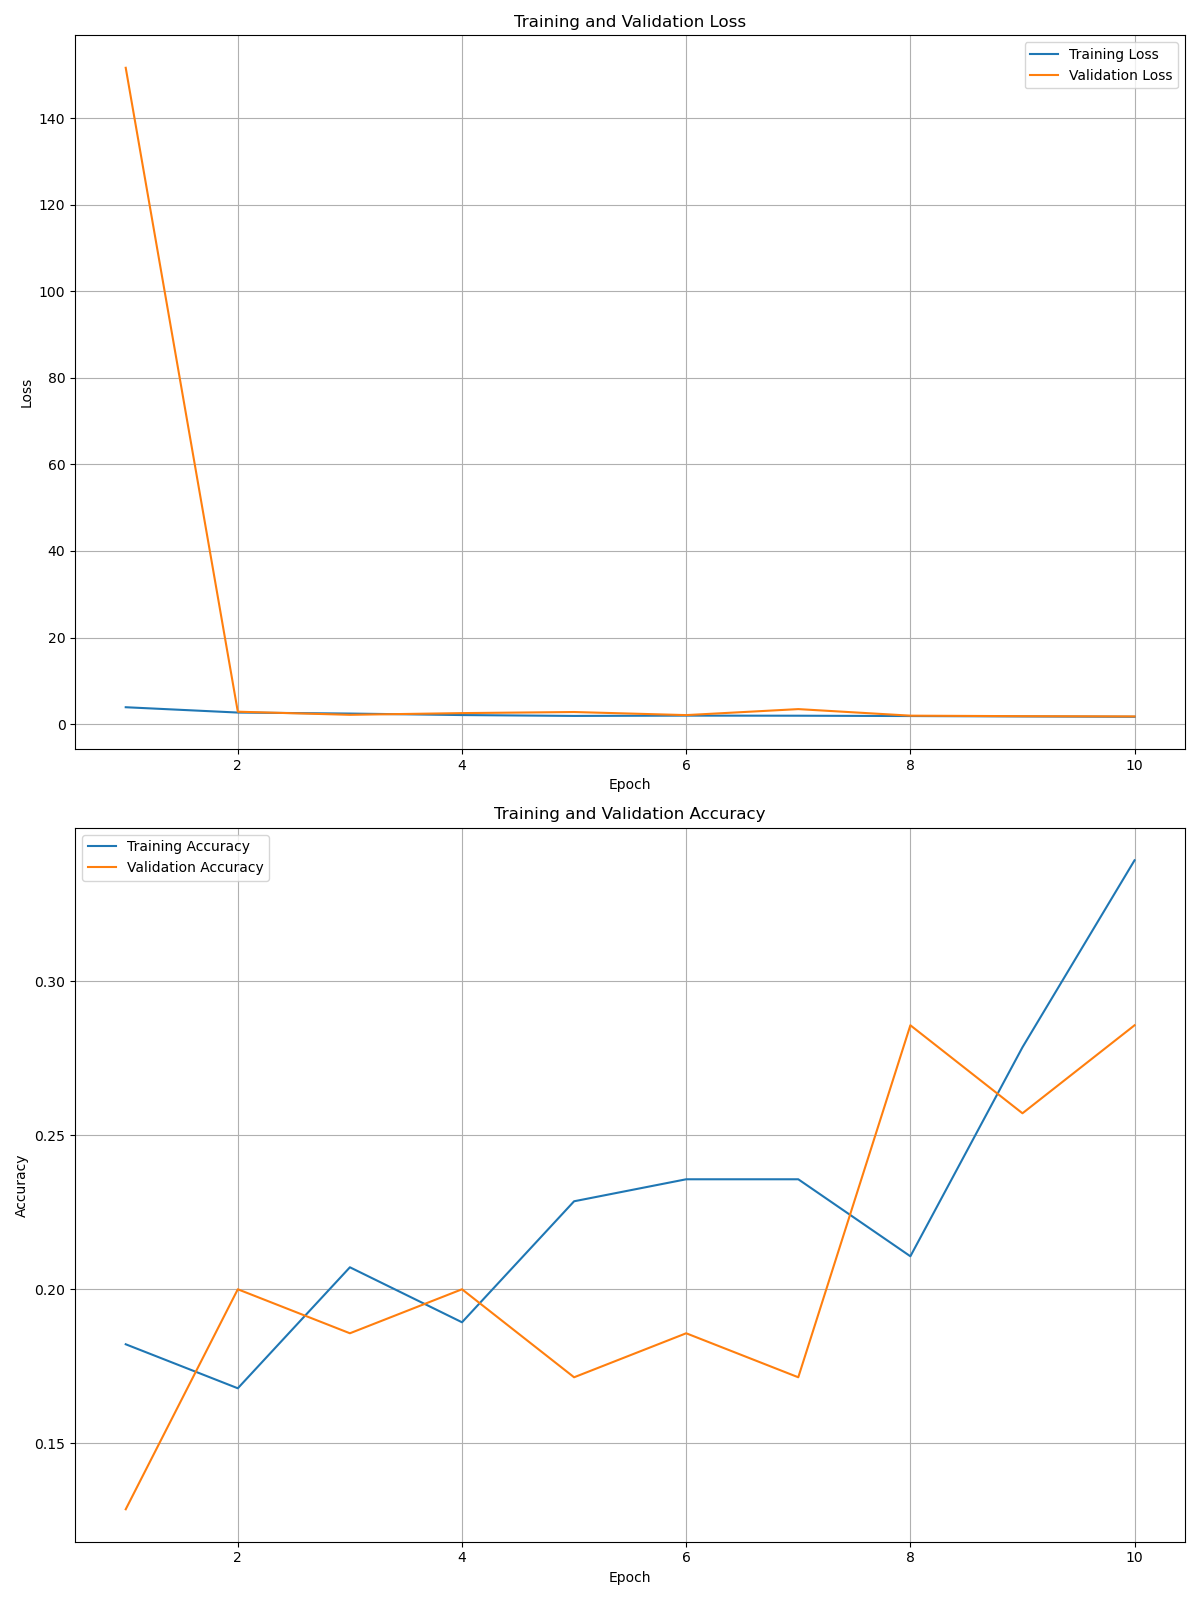 Training and Validation Loss
Training Loss
Validation Loss
140
120
100
80
60
40
20
0
Loss
2 4 6 8 10
Epoch
Training and Validation Accuracy
Training Accuracy
Validation Accuracy
0.30
0.25
0.20
0.15
Accuracy
2 4 6 8 10
Epoch